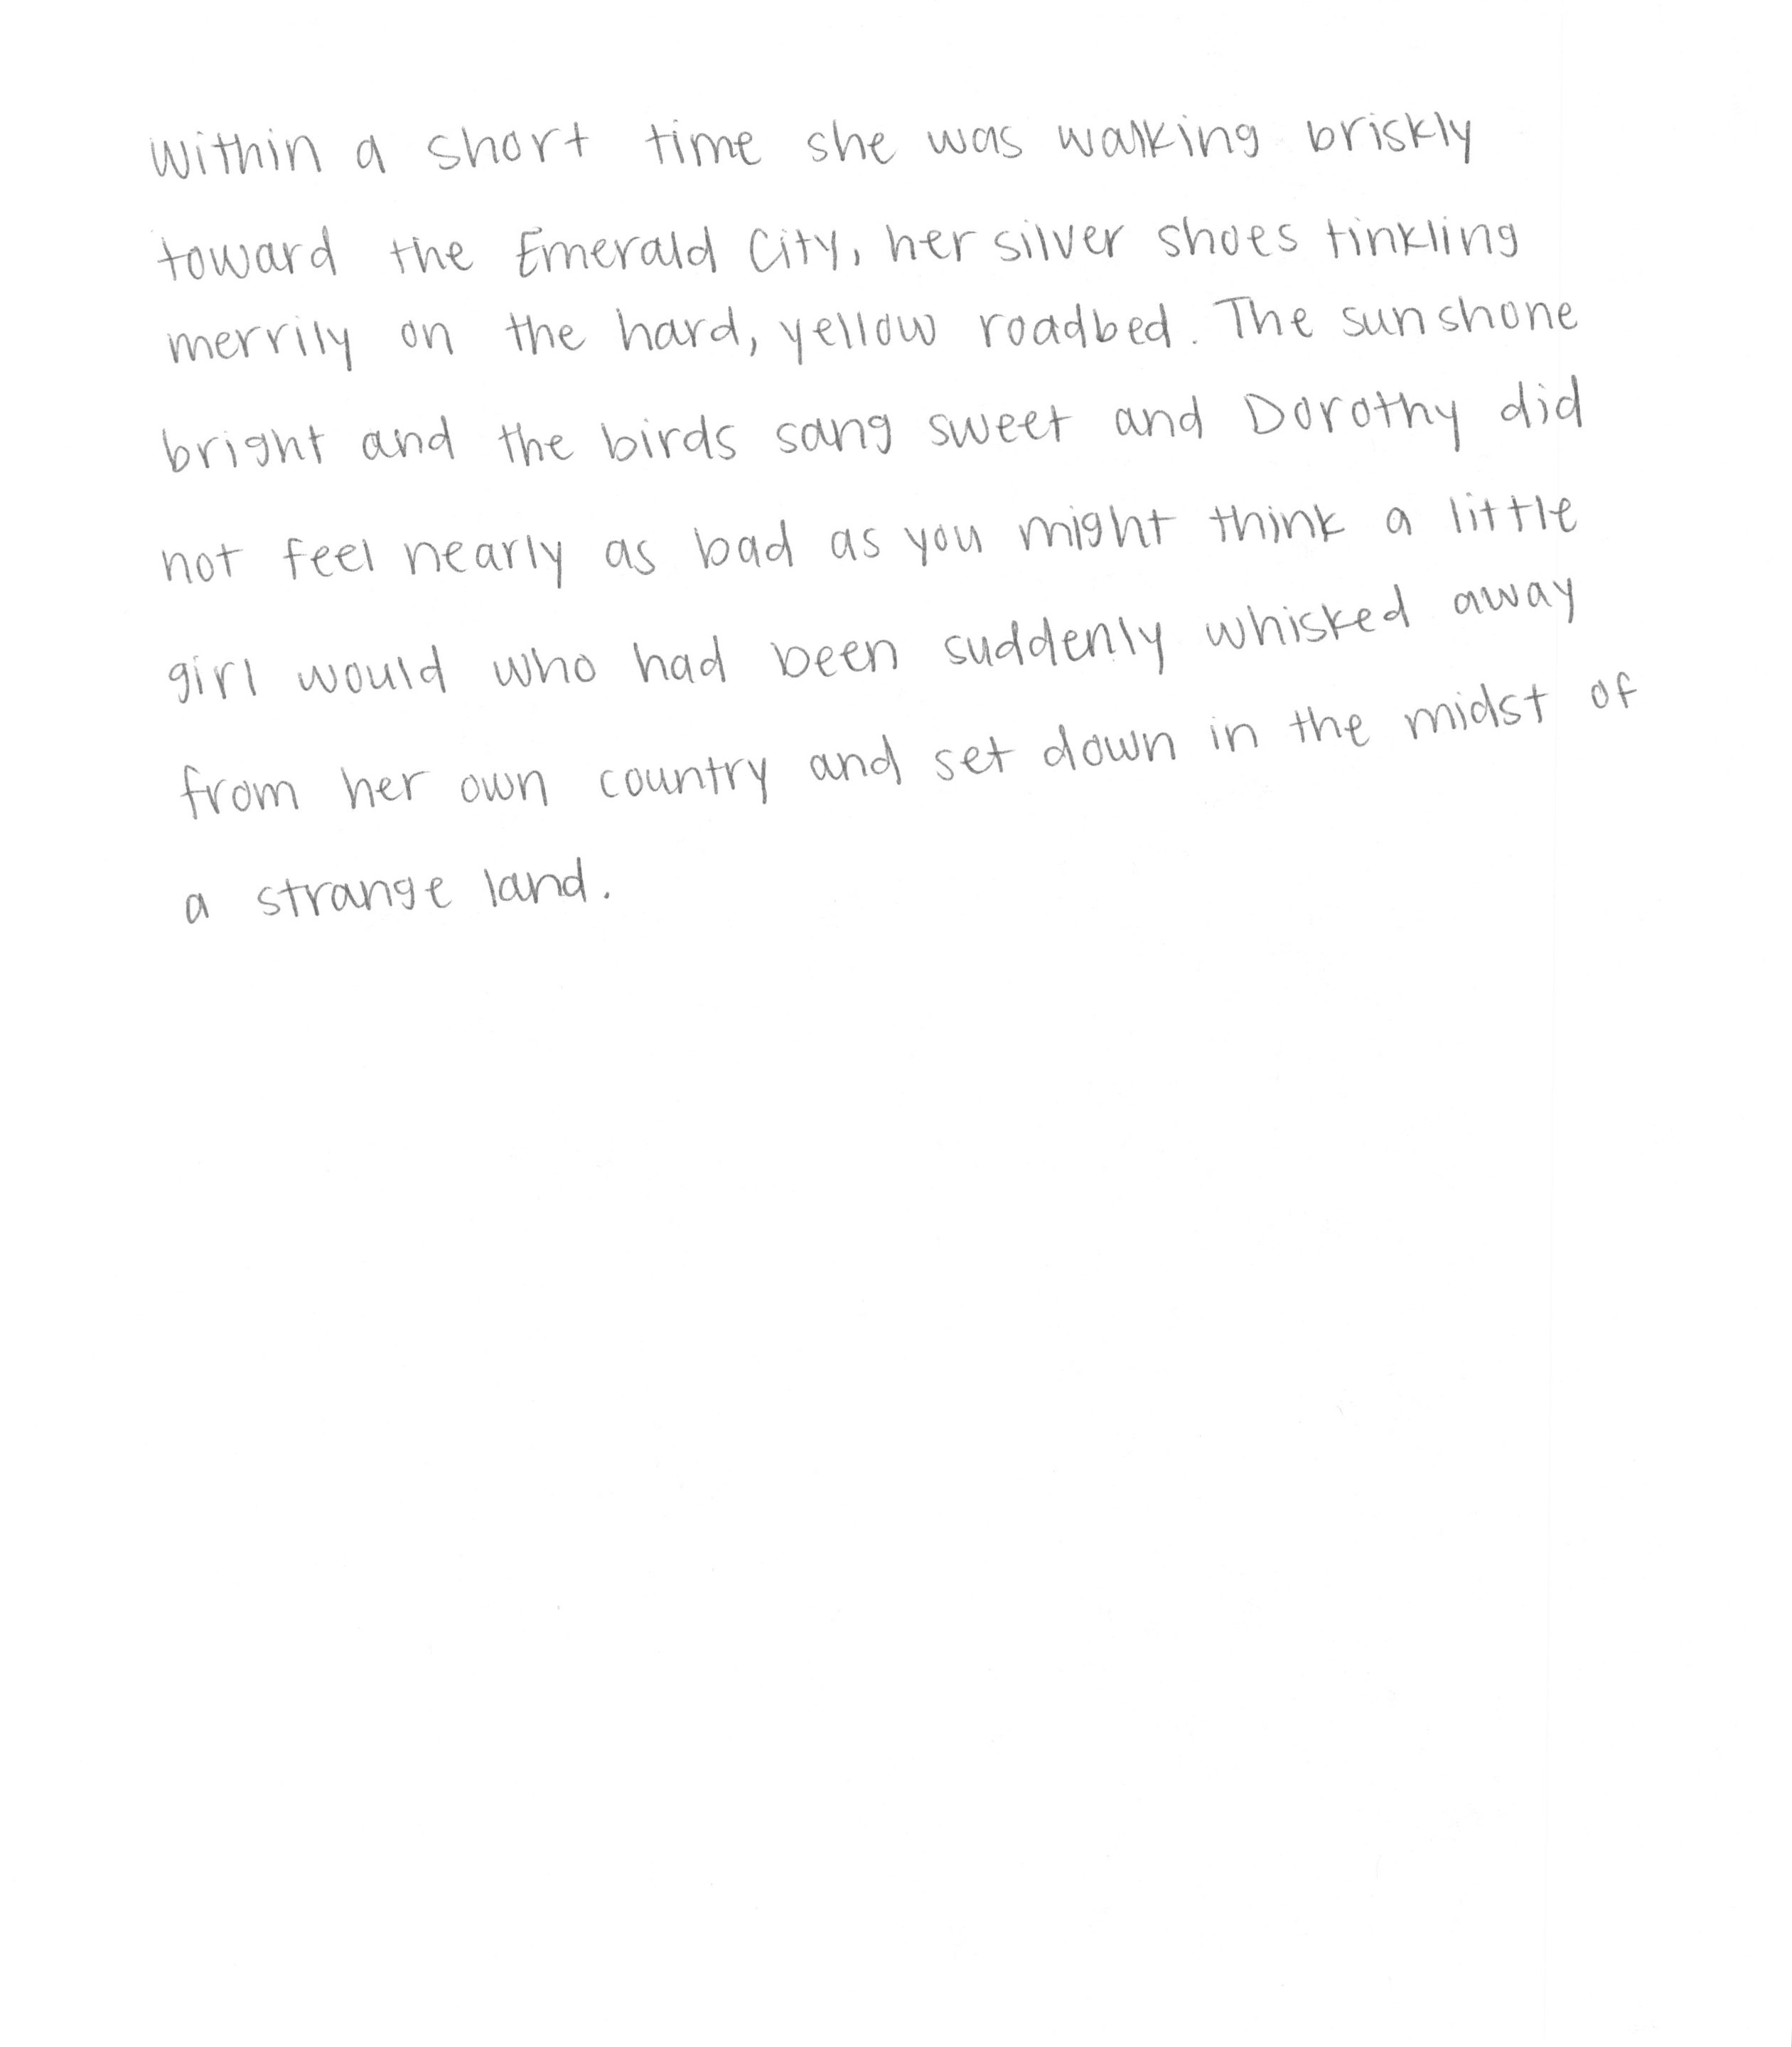 Within a short time she was walking briskly
toward the Emerald City, her silver shoes tinkling
merrily on the hard, yellow roadbed. The sun shone
bright and the birds sang sweet and Dorothy did
not feel nearly as bad as you might think a little
girl would who had been suddenly whisked away
from her own country and set down in the midst of
a strange land.